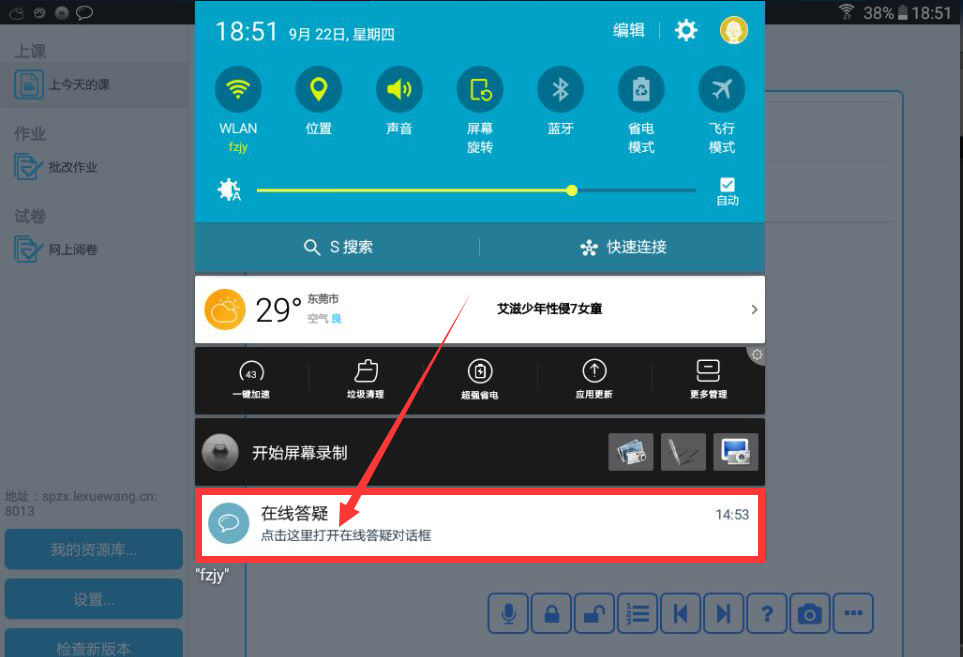 38% 18:51
上课
上今天的课
作业
批改作业
试卷
网上阅卷
地址：spzx.lexuewang.cn:
8013
我的资源库...
设置...
检查新版本
18:51 9月 22日, 星期四
编辑
WLAN
fzjy
位置
声音
屏幕
旋转
蓝牙
省电
模式
飞行
模式
A
自动
S 搜索
快速连接
29° 东莞市
空气 良
艾滋少年性侵7女童
43
一键加速
垃圾清理
超强省电
应用更新
更多管理
开始屏幕录制
在线答疑
14:53
点击这里打开在线答疑对话框
"fzjy"
1
2
3
?